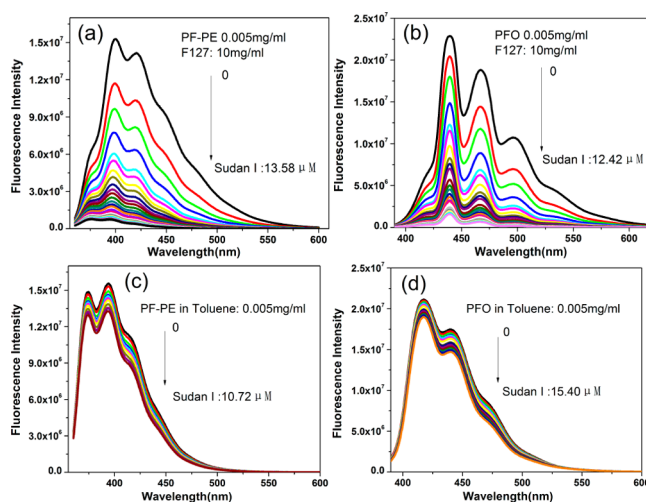 (a)
PF-PE 0.005mg/ml
F127: 10mg/ml
0
Sudan I :13.58 μM
Fluorescence Intensity
1.5x10⁷
1.2x10⁷
9.0x10⁶
6.0x10⁶
3.0x10⁶
0.0
400 450 500 550 600
Wavelength(nm)
(b)
PFO 0.005mg/ml
F127: 10mg/ml
0
Sudan I :12.42 μM
Fluorescence Intensity
2.5x10⁷
2.0x10⁷
1.5x10⁷
1.0x10⁷
5.0x10⁶
0.0
400 450 500 550 600
Wavelength(nm)
(c)
PF-PE in Toluene: 0.005mg/ml
0
Sudan I :10.72 μM
Fluorescence Intensity
1.5x10⁷
1.2x10⁷
9.0x10⁶
6.0x10⁶
3.0x10⁶
0.0
400 450 500 550 600
Wavelength(nm)
(d)
PFO in Toluene: 0.005mg/ml
0
Sudan I :15.40 μM
Fluorescence Intensity
2.5x10⁷
2.0x10⁷
1.5x10⁷
1.0x10⁷
5.0x10⁶
0.0
400 450 500 550 600
Wavelength(nm)